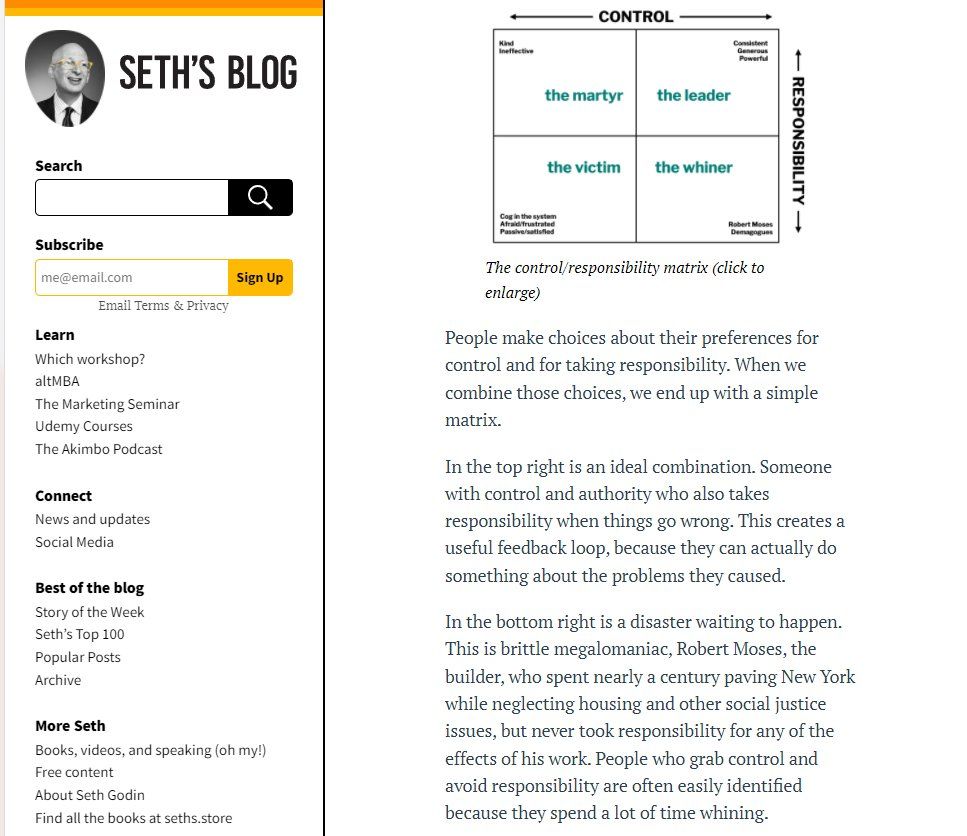 SETH'S BLOG
Search
Subscribe
me@email.com
Sign Up
Email Terms & Privacy
Learn
Which workshop?
altMBA
The Marketing Seminar
Udemy Courses
The Akimbo Podcast
Connect
News and updates
Social Media
Best of the blog
Story of the Week
Seth's Top 100
Popular Posts
Archive
More Seth
Books, videos, and speaking (oh my!)
Free content
About Seth Godin
Find all the books at seths.store
CONTROL
Kind
Ineffective
Consistent
Generous
Powerful
the martyr
the leader
RESPONSIBILITY
the victim
the whiner
Cog in the system
Afraid/frustrated
Passive/satisfied
Robert Moses
Demagogues
The control/responsibility matrix (click to
enlarge)
People make choices about their preferences for
control and for taking responsibility. When we
combine those choices, we end up with a simple
matrix.
In the top right is an ideal combination. Someone
with control and authority who also takes
responsibility when things go wrong. This creates a
useful feedback loop, because they can actually do
something about the problems they caused.
In the bottom right is a disaster waiting to happen.
This is brittle megalomaniac, Robert Moses, the
builder, who spent nearly a century paving New York
while neglecting housing and other social justice
issues, but never took responsibility for any of the
effects of his work. People who grab control and
avoid responsibility are often easily identified
because they spend a lot of time whining.